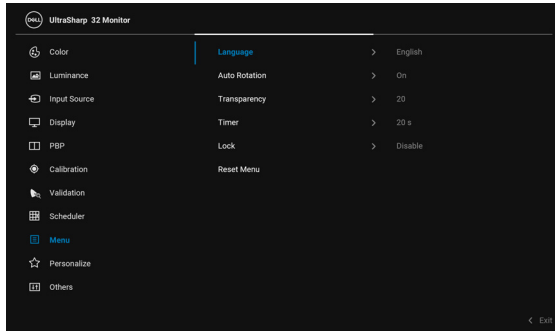 DELL UltraSharp 32 Monitor
Color
Luminance
Input Source
Display
PBP
Calibration
Validation
Scheduler
Menu
Personalize
Others
Language > English
Auto Rotation > On
Transparency > 20
Timer > 20 s
Lock > Disable
Reset Menu
< Exit